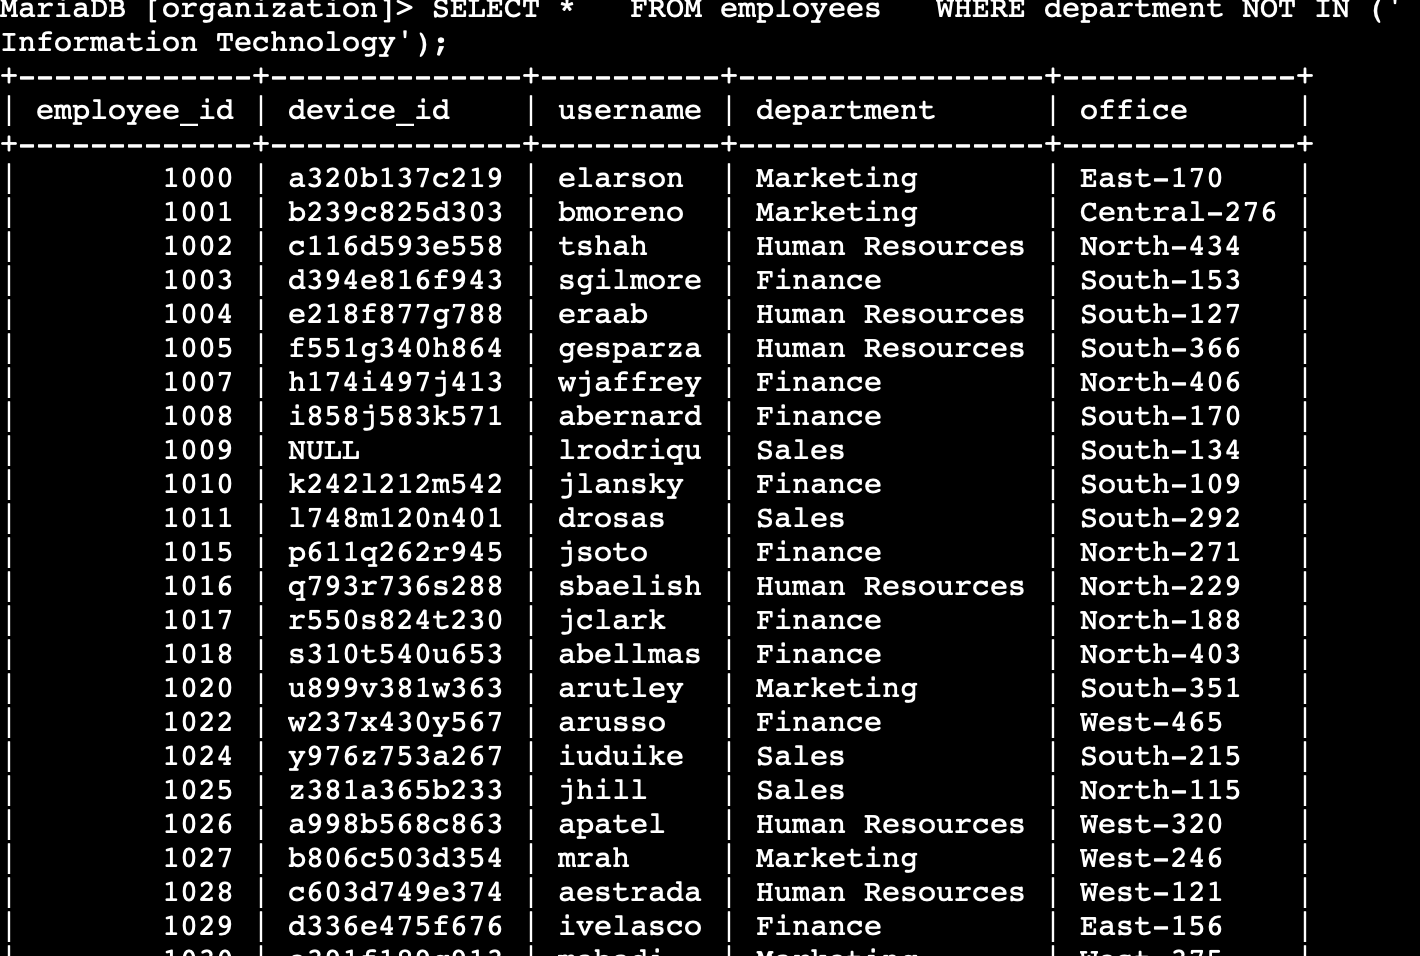 MariaDB [organization]> SELECT *   FROM employees   WHERE department NOT IN ('
Information Technology');
+-------------+--------------+----------+-----------------+-------------+
| employee_id | device_id    | username | department      | office      |
+-------------+--------------+----------+-----------------+-------------+
|        1000 | a320b137c219 | elarson  | Marketing       | East-170    |
|        1001 | b239c825d303 | bmoreno  | Marketing       | Central-276 |
|        1002 | c116d593e558 | tshah    | Human Resources | North-434   |
|        1003 | d394e816f943 | sgilmore | Finance         | South-153   |
|        1004 | e218f877g788 | eraab    | Human Resources | South-127   |
|        1005 | f551g340h864 | gesparza | Human Resources | South-366   |
|        1007 | h174i497j413 | wjaffrey | Finance         | North-406   |
|        1008 | i858j583k571 | abernard | Finance         | South-170   |
|        1009 | NULL         | lrodriqu | Sales           | South-134   |
|        1010 | k242l212m542 | jlansky  | Finance         | South-109   |
|        1011 | l748m120n401 | drosas   | Sales           | South-292   |
|        1015 | p611q262r945 | jsoto    | Finance         | North-271   |
|        1016 | q793r736s288 | sbaelish | Human Resources | North-229   |
|        1017 | r550s824t230 | jclark   | Finance         | North-188   |
|        1018 | s310t540u653 | abellmas | Finance         | North-403   |
|        1020 | u899v381w363 | arutley  | Marketing       | South-351   |
|        1022 | w237x430y567 | arusso   | Finance         | West-465    |
|        1024 | y976z753a267 | iuduike  | Sales           | South-215   |
|        1025 | z381a365b233 | jhill    | Sales           | North-115   |
|        1026 | a998b568c863 | apatel   | Human Resources | West-320    |
|        1027 | b806c503d354 | mrah     | Marketing       | West-246    |
|        1028 | c603d749e374 | aestrada | Human Resources | West-121    |
|        1029 | d336e475f676 | ivelasco | Finance         | East-156    |